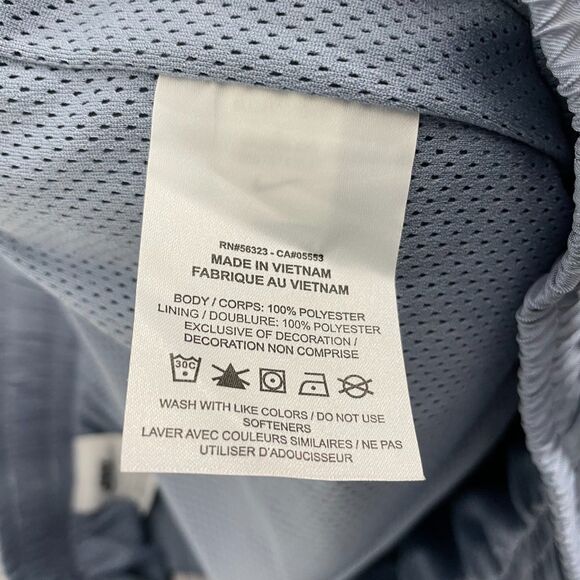 RN#56323 - CA#05553
MADE IN VIETNAM
FABRIQUE AU VIETNAM
BODY / CORPS: 100% POLYESTER
LINING / DOUBLURE: 100% POLYESTER
EXCLUSIVE OF DECORATION /
DECORATION NON COMPRISE
30C
WASH WITH LIKE COLORS / DO NOT USE
SOFTENERS
LAVER AVEC COULEURS SIMILAIRES / NE PAS
UTILISER D'ADOUCISSEUR